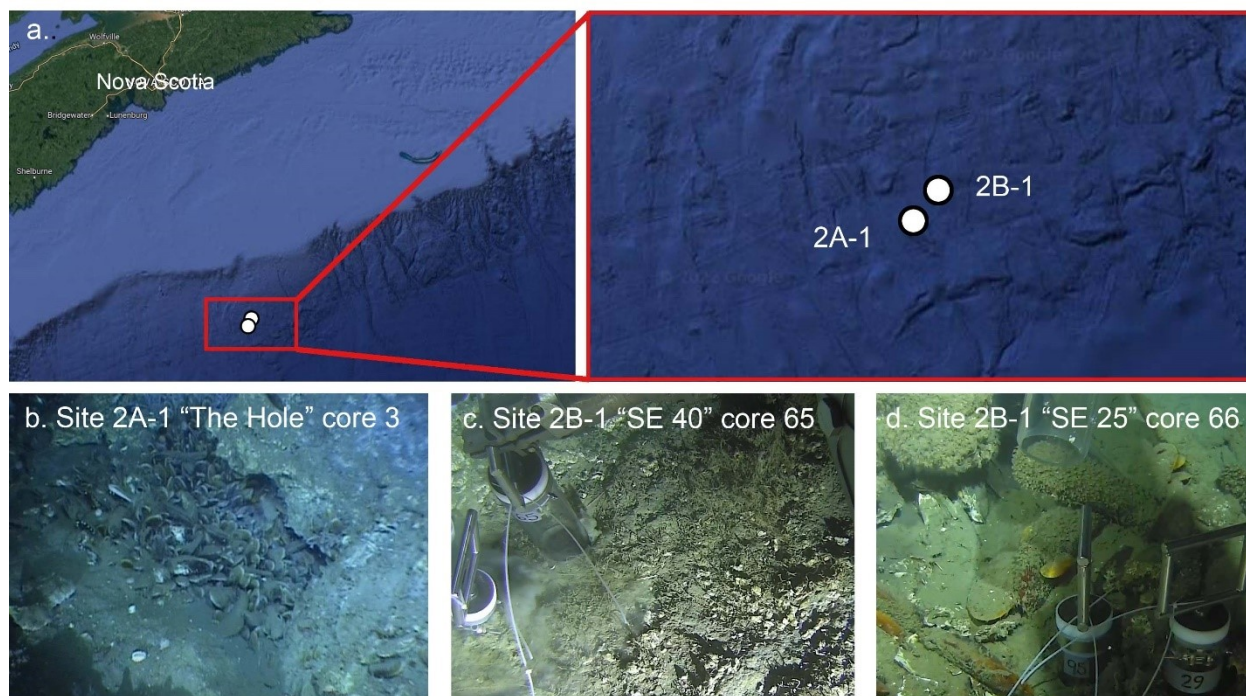 a.
Wolfville
Nova Scotia
Bridgewater
Lunenburg
Shelburne
2B-1
2A-1
b. Site 2A-1 “The Hole” core 3
c. Site 2B-1 “SE 40” core 65
d. Site 2B-1 “SE 25” core 66
95
29